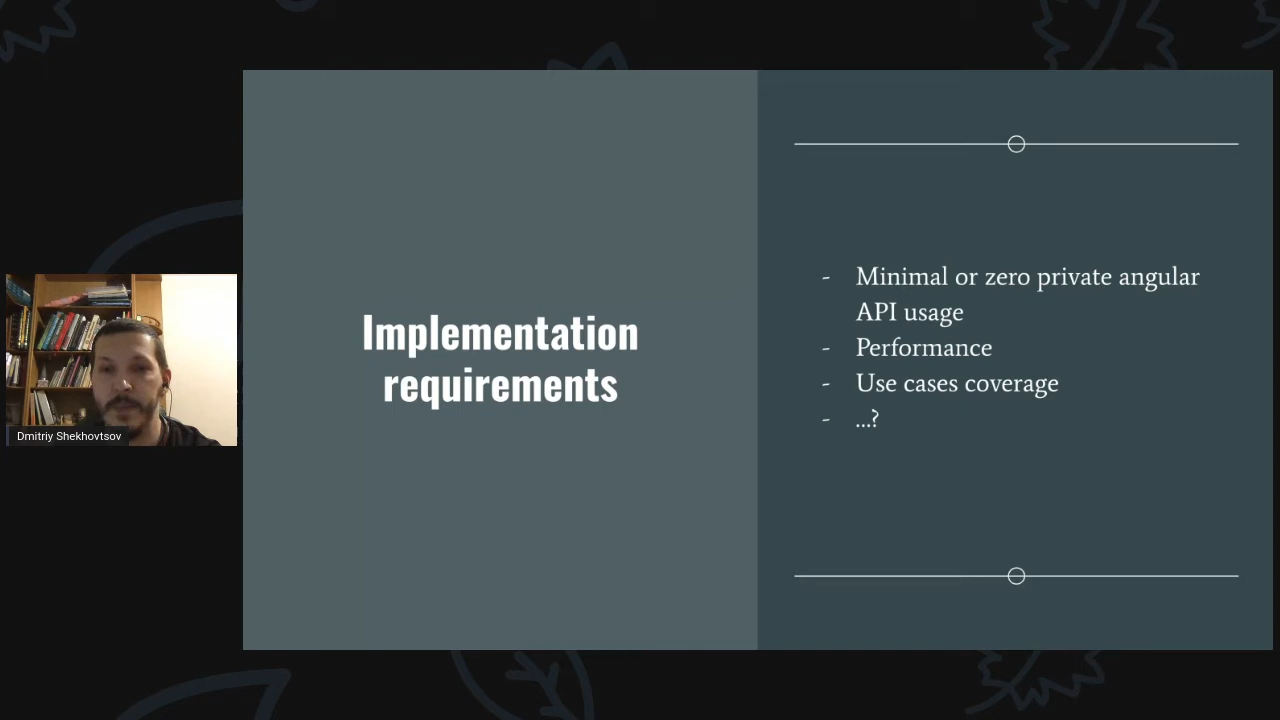 Implementation
requirements
- Minimal or zero private angular
API usage
- Performance
- Use cases coverage
- ...?
Dmitriy Shekhovtsov